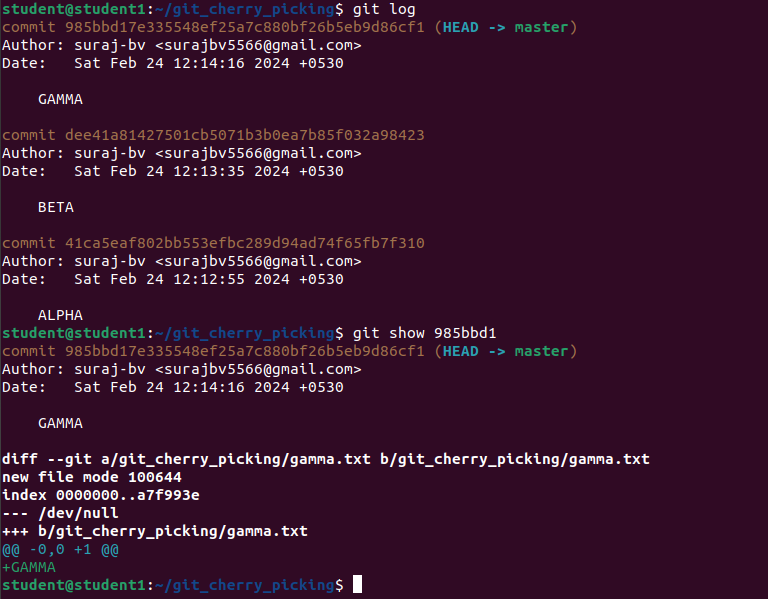 student@student1:~/git_cherry_picking$ git log
commit 985bbd17e335548ef25a7c880bf26b5eb9d86cf1 (HEAD -> master)
Author: suraj-bv <surajbv5566@gmail.com>
Date:   Sat Feb 24 12:14:16 2024 +0530
    GAMMA
commit dee41a81427501cb5071b3b0ea7b85f032a98423
Author: suraj-bv <surajbv5566@gmail.com>
Date:   Sat Feb 24 12:13:35 2024 +0530
    BETA
commit 41ca5eaf802bb553efbc289d94ad74f65fb7f310
Author: suraj-bv <surajbv5566@gmail.com>
Date:   Sat Feb 24 12:12:55 2024 +0530
    ALPHA
student@student1:~/git_cherry_picking$ git show 985bbd1
commit 985bbd17e335548ef25a7c880bf26b5eb9d86cf1 (HEAD -> master)
Author: suraj-bv <surajbv5566@gmail.com>
Date:   Sat Feb 24 12:14:16 2024 +0530
    GAMMA
diff --git a/git_cherry_picking/gamma.txt b/git_cherry_picking/gamma.txt
new file mode 100644
index 0000000..a7f993e
--- /dev/null
+++ b/git_cherry_picking/gamma.txt
@@ -0,0 +1 @@
+GAMMA
student@student1:~/git_cherry_picking$